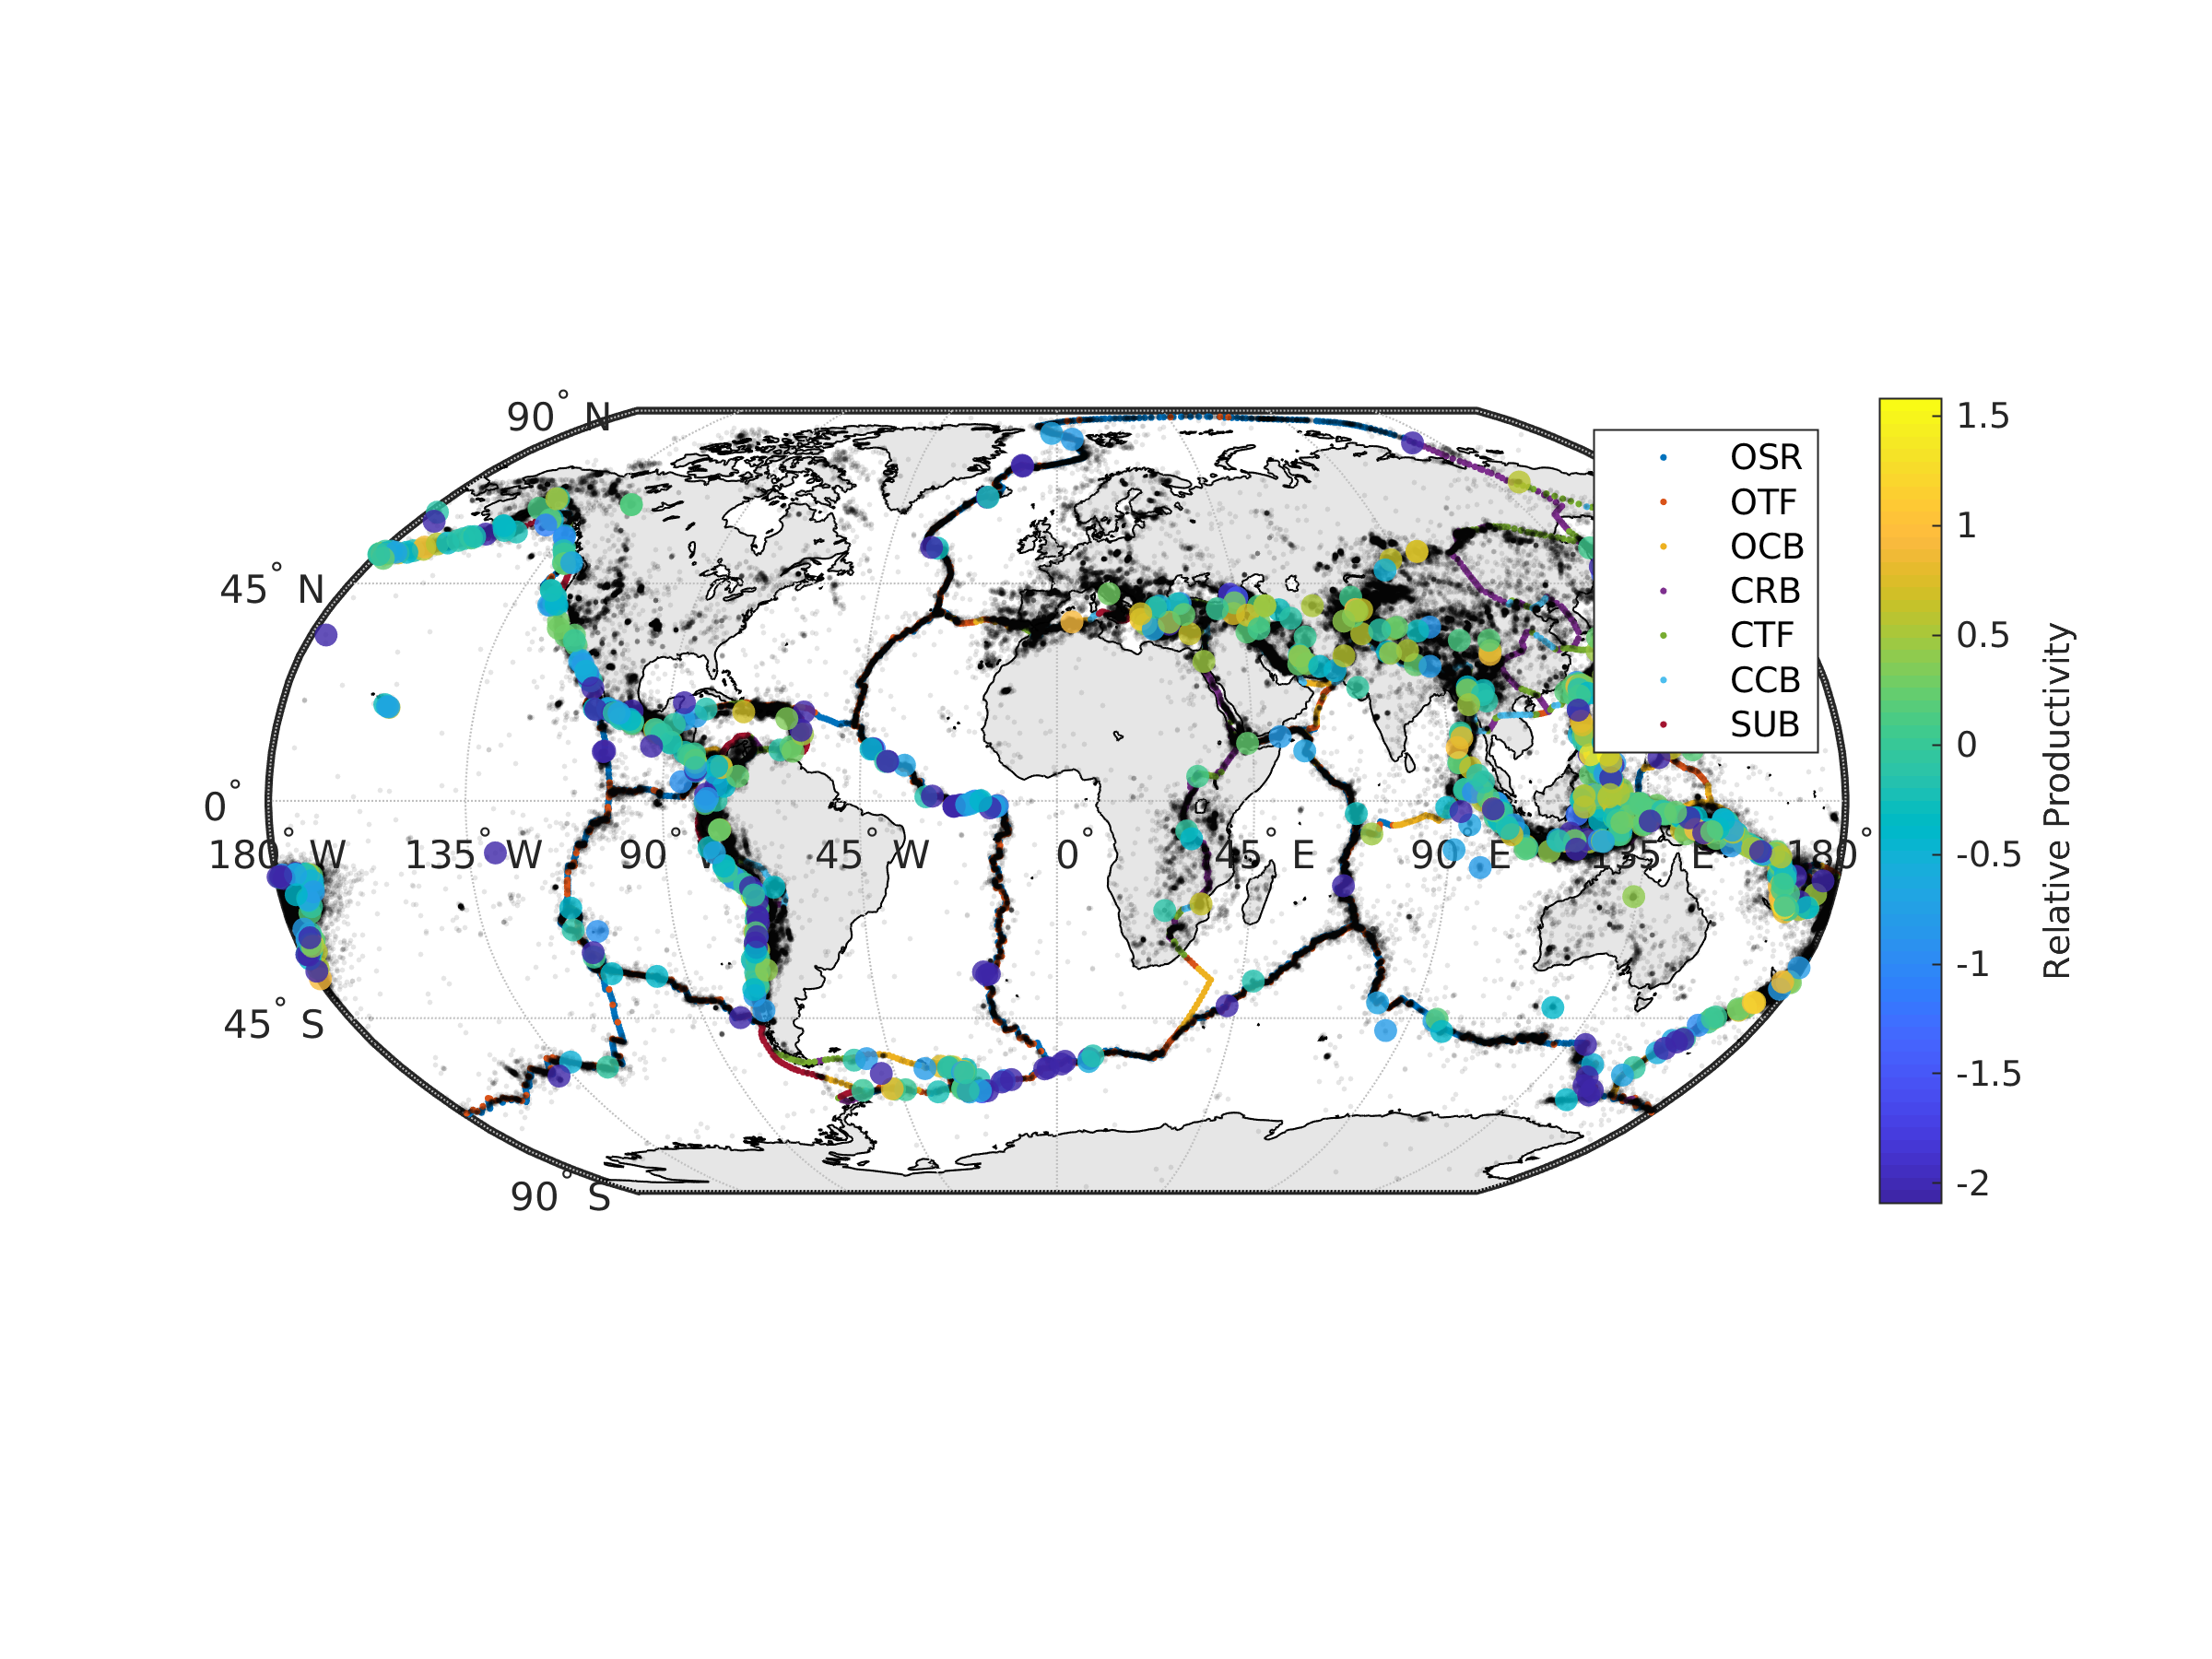 90° N
45° N
0°
45° S
90° S
180° W
135° W
90° W
45° W
0°
45° E
90° E
135° E
180°
OSR
OTF
OCB
CRB
CTF
CCB
SUB
1.5
1
0.5
0
-0.5
-1
-1.5
-2
Relative Productivity